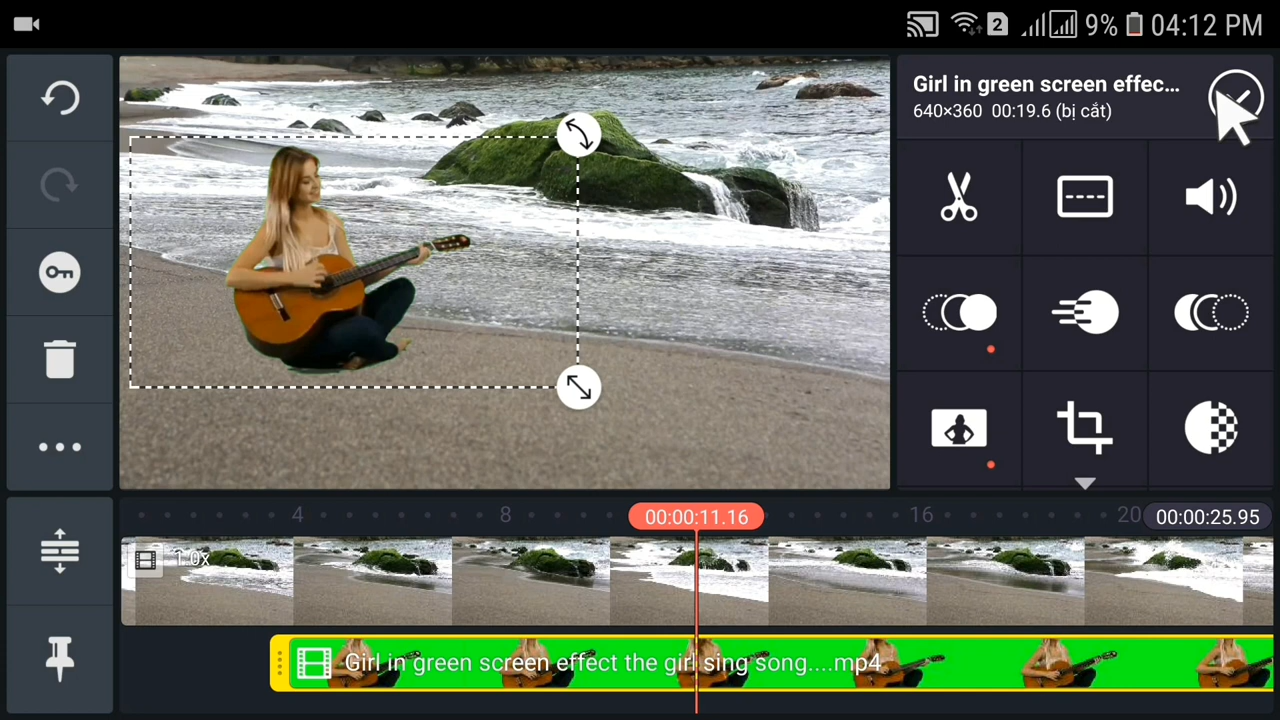 2 9% 04:12 PM
Girl in green screen effec...
640×360 00:19.6 (bị cắt)
4 8 00:00:11.16 16 20 00:00:25.95
1.0x
Girl in green screen effect the girl sing song....mp4